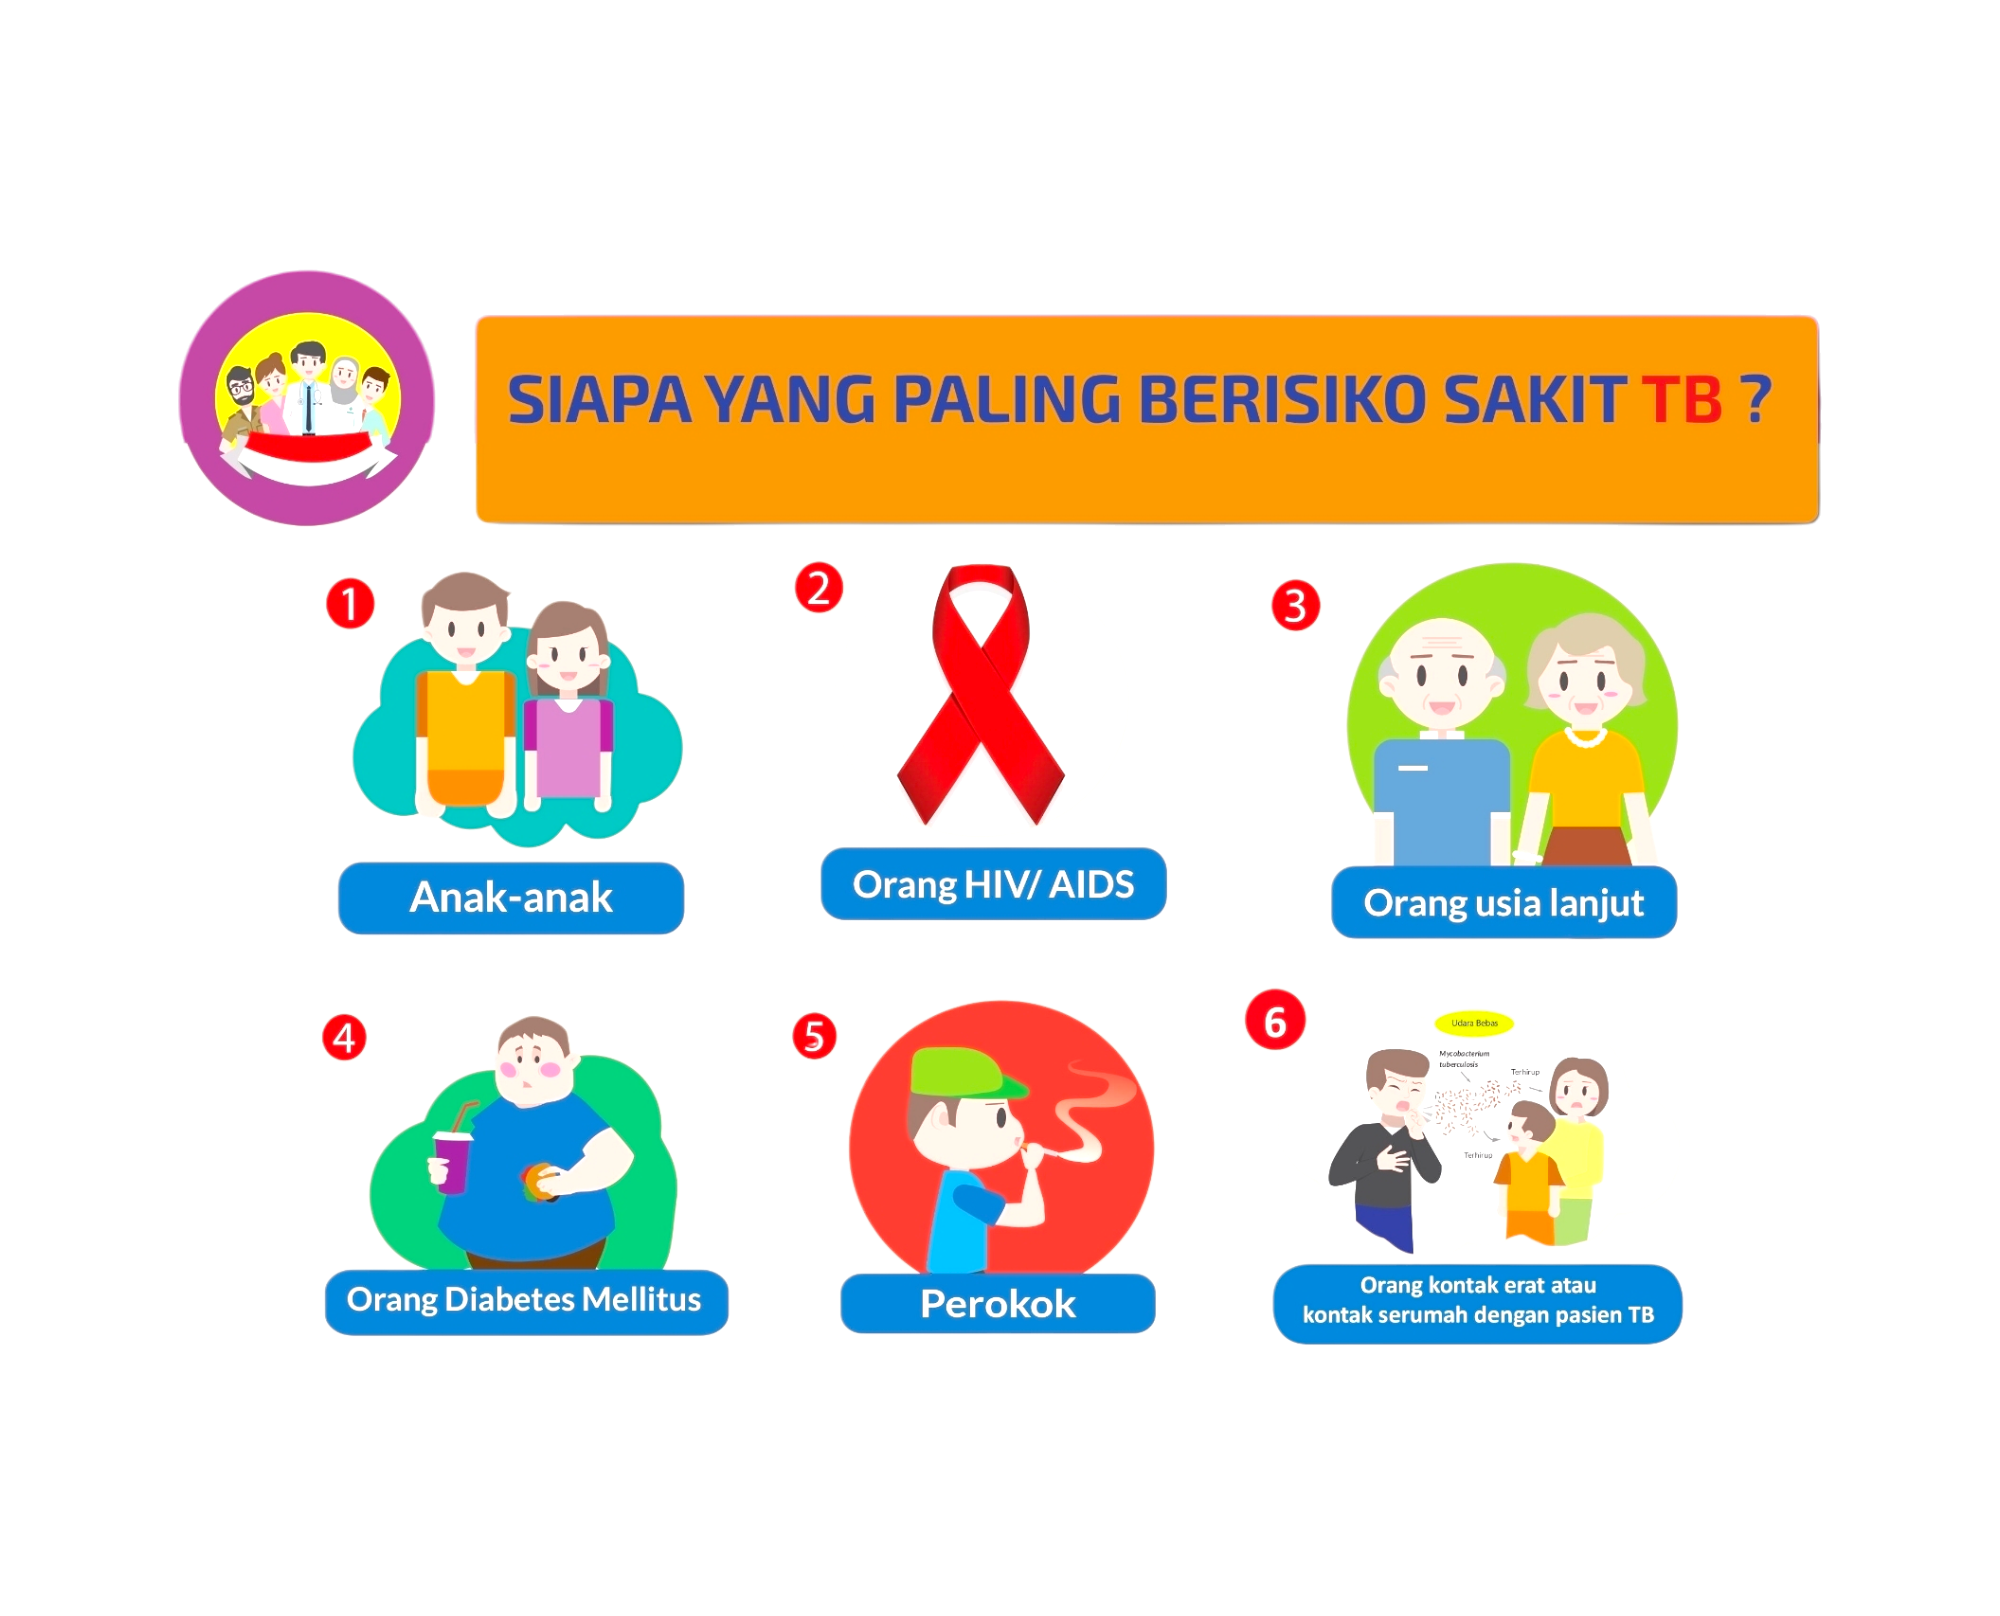 SIAPA YANG PALING BERISIKO SAKIT TB ?
1
Anak-anak
2
Orang HIV/ AIDS
3
Orang usia lanjut
4
Orang Diabetes Mellitus
5
Perokok
6
Udara Bebas
Mycobacterium
tuberculosis
Terhirup
Terhirup
Orang kontak erat atau
kontak serumah dengan pasien TB